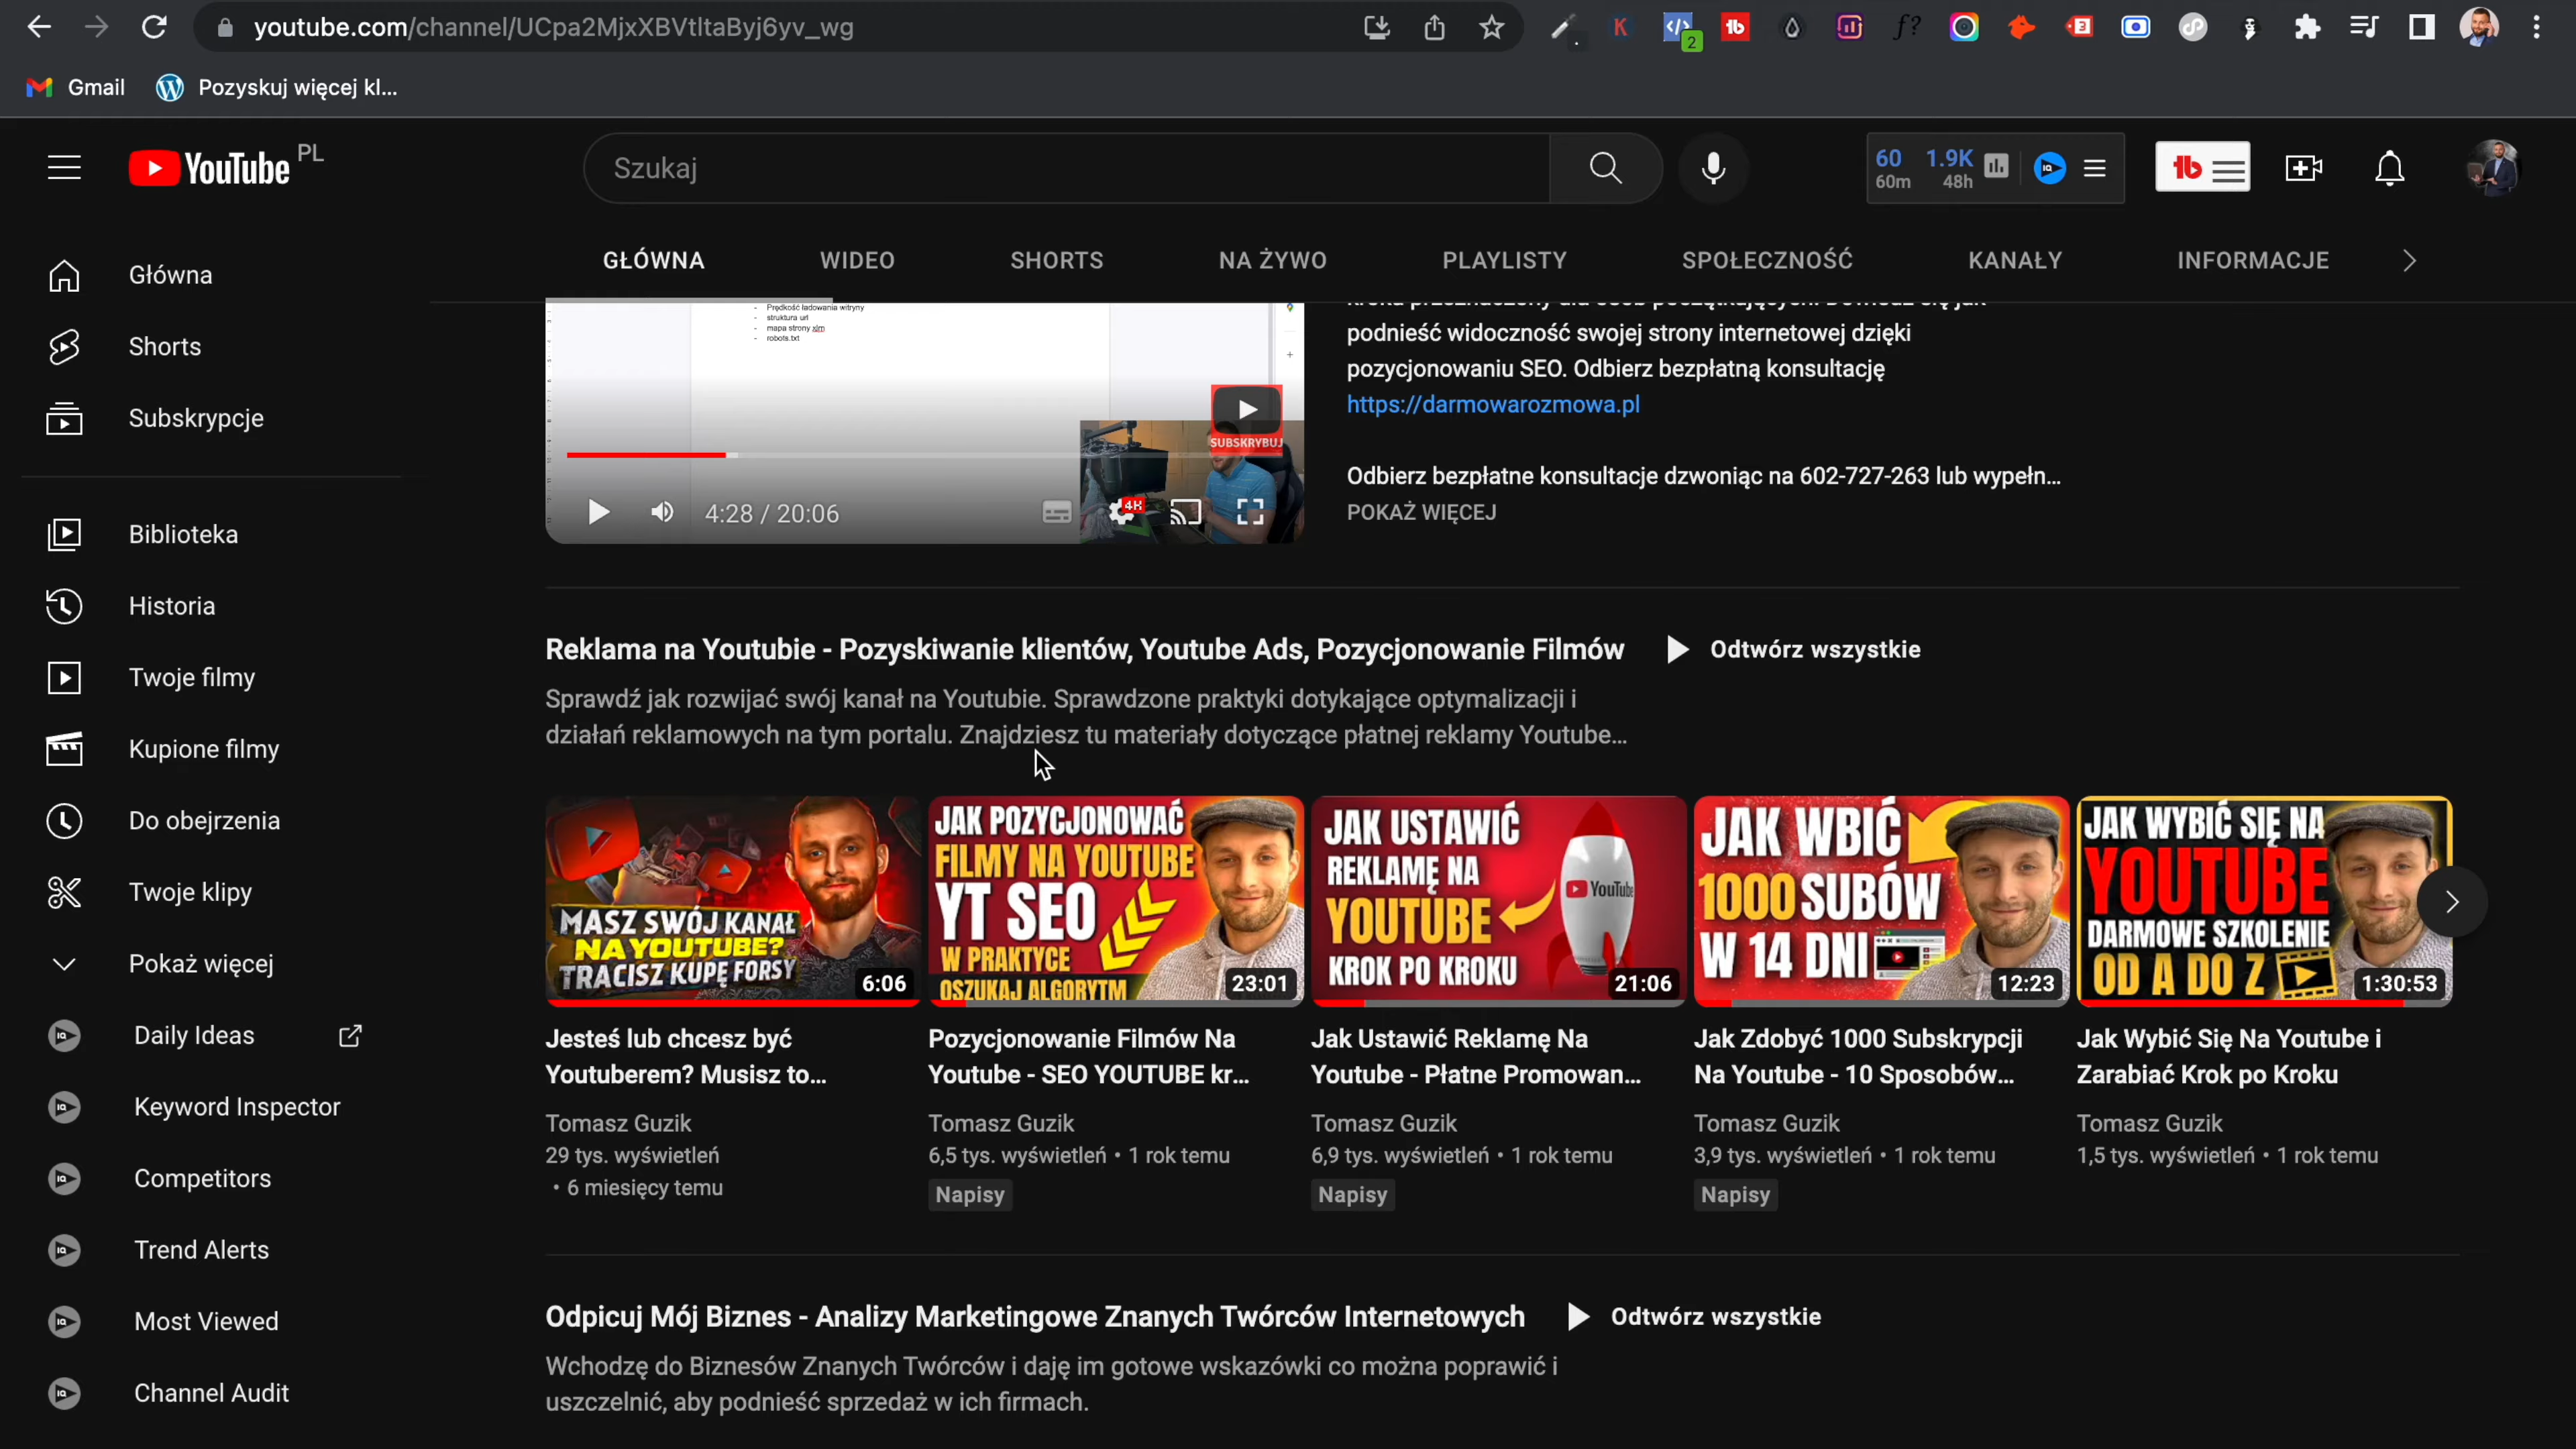 youtube.com/channel/UCpa2MjxXBVtltaByj6yv_wg
2
Gmail
Pozyskuj więcej kl...
YouTube PL
Szukaj
60 1.9K
60m 48h
GŁÓWNA WIDEO SHORTS NA ŻYWO PLAYLISTY SPOŁECZNOŚĆ KANAŁY INFORMACJE
Główna
Shorts
Subskrypcje
Biblioteka
Historia
Twoje filmy
Kupione filmy
Do obejrzenia
Twoje klipy
Pokaż więcej
Daily Ideas
Keyword Inspector
Competitors
Trend Alerts
Most Viewed
Channel Audit
- Prędkość ładowania witryny
- struktura url
- mapa strony xlm
- robots.txt
SUBSKRYBUJ
4:28 / 20:06
podnieść widoczność swojej strony internetowej dzięki
pozycjonowaniu SEO. Odbierz bezpłatną konsultację
https://darmowarozmowa.pl
Odbierz bezpłatne konsultacje dzwoniąc na 602-727-263 lub wypełn...
POKAŻ WIĘCEJ
Reklama na Youtubie - Pozyskiwanie klientów, Youtube Ads, Pozycjonowanie Filmów
Odtwórz wszystkie
Sprawdź jak rozwijać swój kanał na Youtubie. Sprawdzone praktyki dotykające optymalizacji i
działań reklamowych na tym portalu. Znajdziesz tu materiały dotyczące płatnej reklamy Youtube...
MASZ SWÓJ KANAŁ
NA YOUTUBE?
TRACISZ KUPĘ FORSY
6:06
Jesteś lub chcesz być
Youtuberem? Musisz to...
Tomasz Guzik
29 tys. wyświetleń
• 6 miesięcy temu
JAK POZYCJONOWAĆ
FILMY NA YOUTUBE
YT SEO
W PRAKTYCE
OSZUKAJ ALGORYTM
23:01
Pozycjonowanie Filmów Na
Youtube - SEO YOUTUBE kr...
Tomasz Guzik
6,5 tys. wyświetleń • 1 rok temu
Napisy
JAK USTAWIĆ
REKLAMĘ NA
YOUTUBE
KROK PO KROKU
YouTube
21:06
Jak Ustawić Reklamę Na
Youtube - Płatne Promowan...
Tomasz Guzik
6,9 tys. wyświetleń • 1 rok temu
Napisy
JAK WBIĆ
1000 SUBÓW
W 14 DNI
12:23
Jak Zdobyć 1000 Subskrypcji
Na Youtube - 10 Sposobów...
Tomasz Guzik
3,9 tys. wyświetleń • 1 rok temu
Napisy
JAK WYBIĆ SIĘ NA
YOUTUBE
DARMOWE SZKOLENIE
OD A DO Z
1:30:53
Jak Wybić Się Na Youtube i
Zarabiać Krok po Kroku
Tomasz Guzik
1,5 tys. wyświetleń • 1 rok temu
Odpicuj Mój Biznes - Analizy Marketingowe Znanych Twórców Internetowych
Odtwórz wszystkie
Wchodzę do Biznesów Znanych Twórców i daję im gotowe wskazówki co można poprawić i
uszczelnić, aby podnieść sprzedaż w ich firmach.